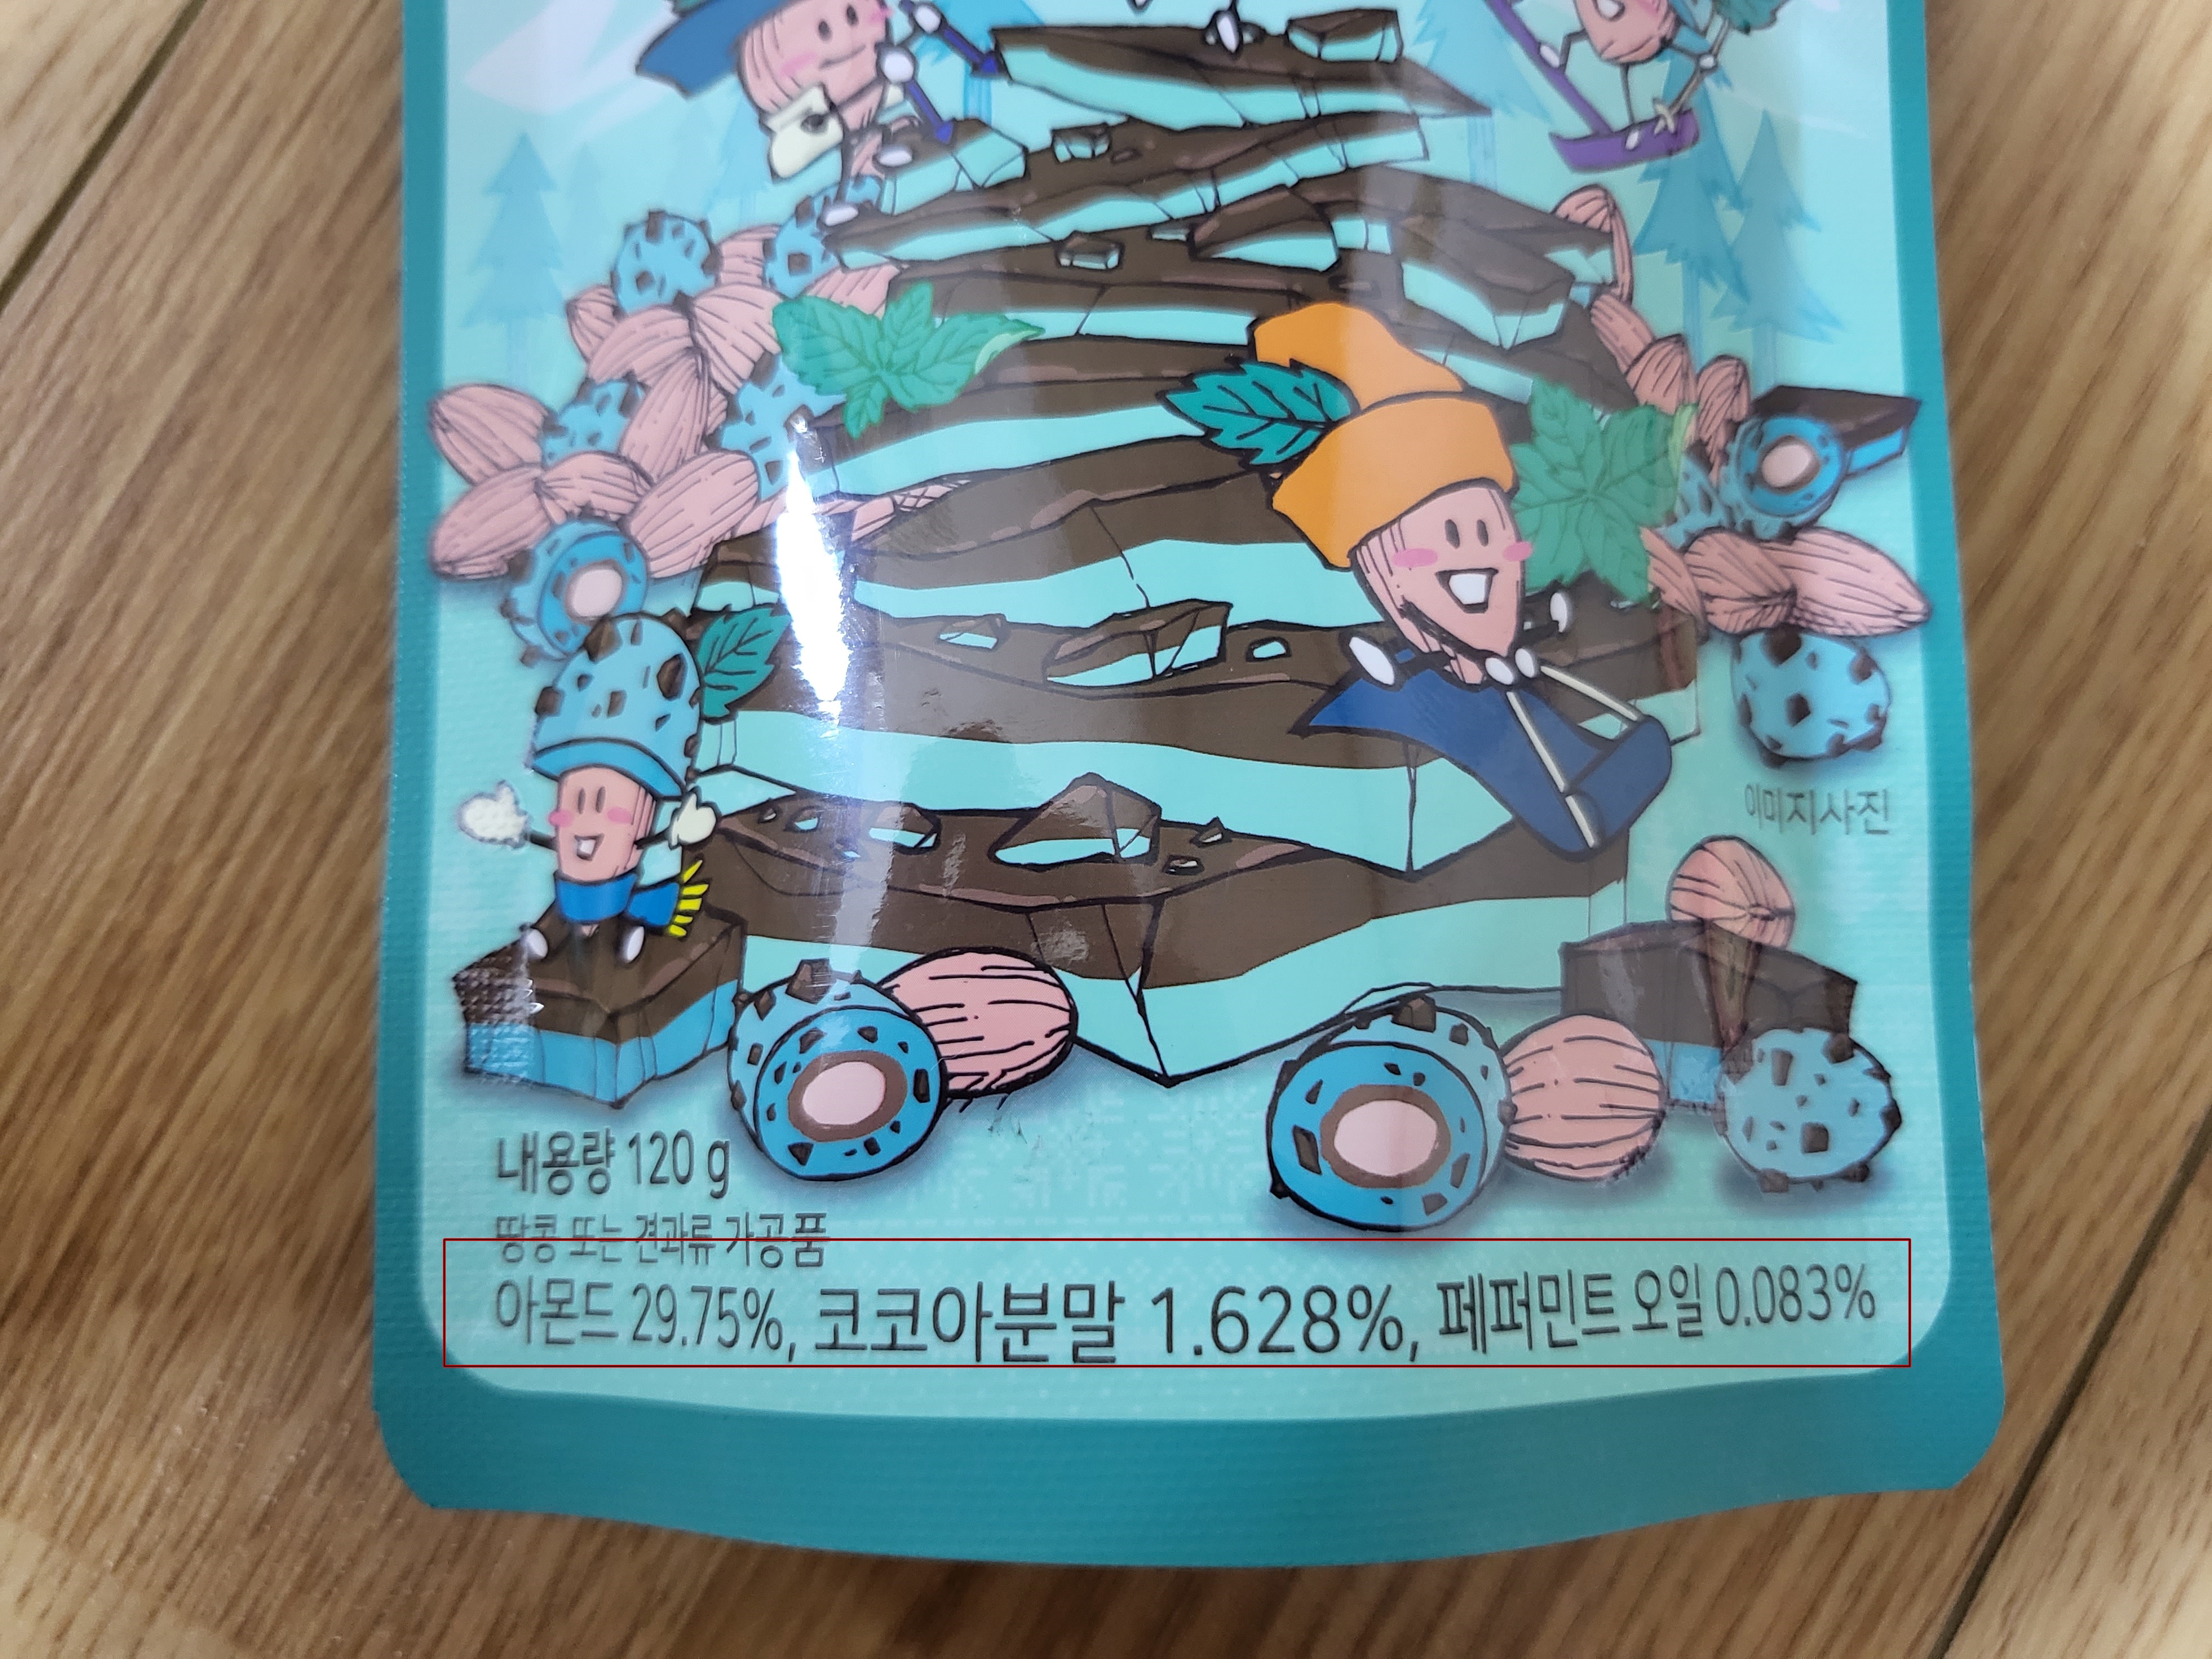 이미지사진
내용량 120 g
땅콩 또는 견과류 가공품
아몬드 29.75%, 코코아분말 1.628%, 페퍼민트 오일 0.083%